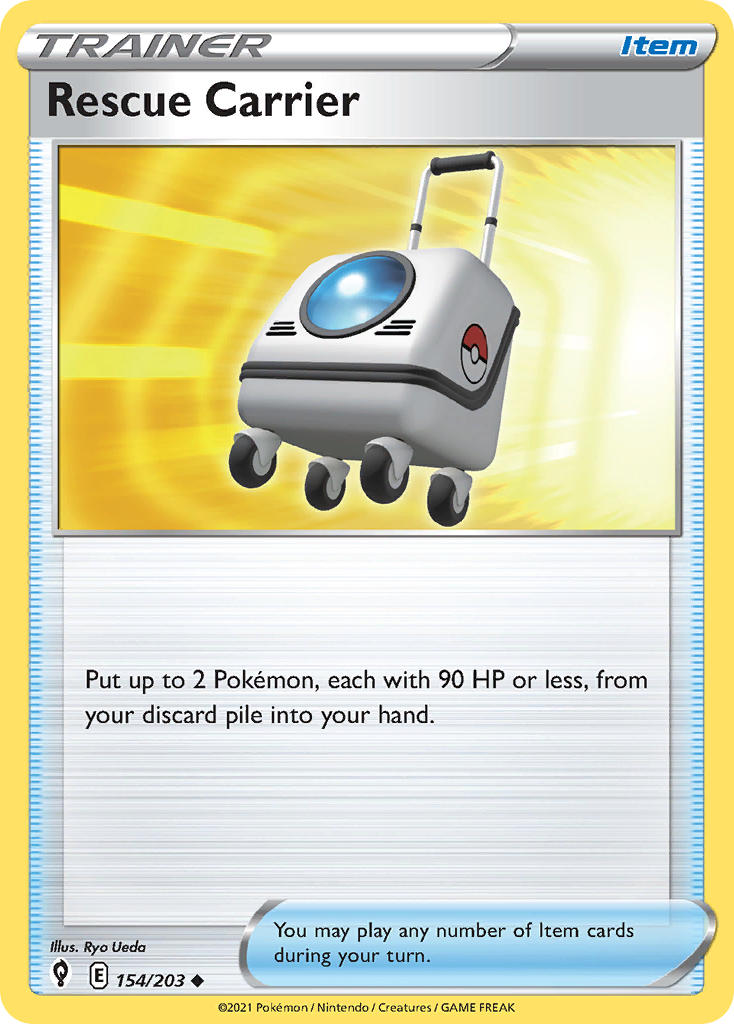 TRAINER
Item
Rescue Carrier
Put up to 2 Pokémon, each with 90 HP or less, from
your discard pile into your hand.
Illus. Ryo Ueda
You may play any number of Item cards
during your turn.
E 154/203
©2021 Pokémon / Nintendo / Creatures / GAME FREAK